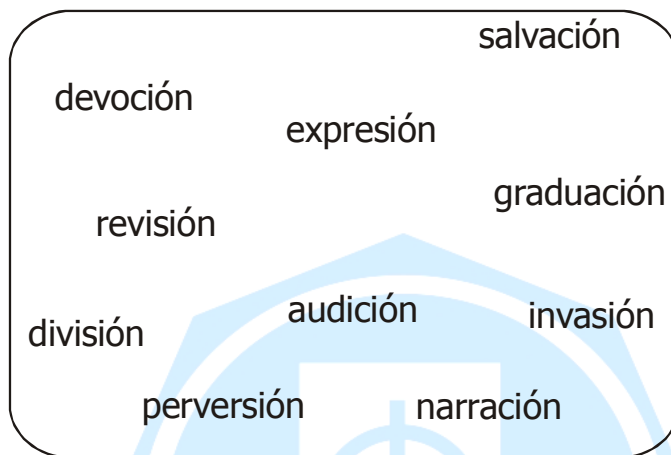 salvación
devoción
expresión
graduación
revisión
audición
invasión
división
perversión
narración